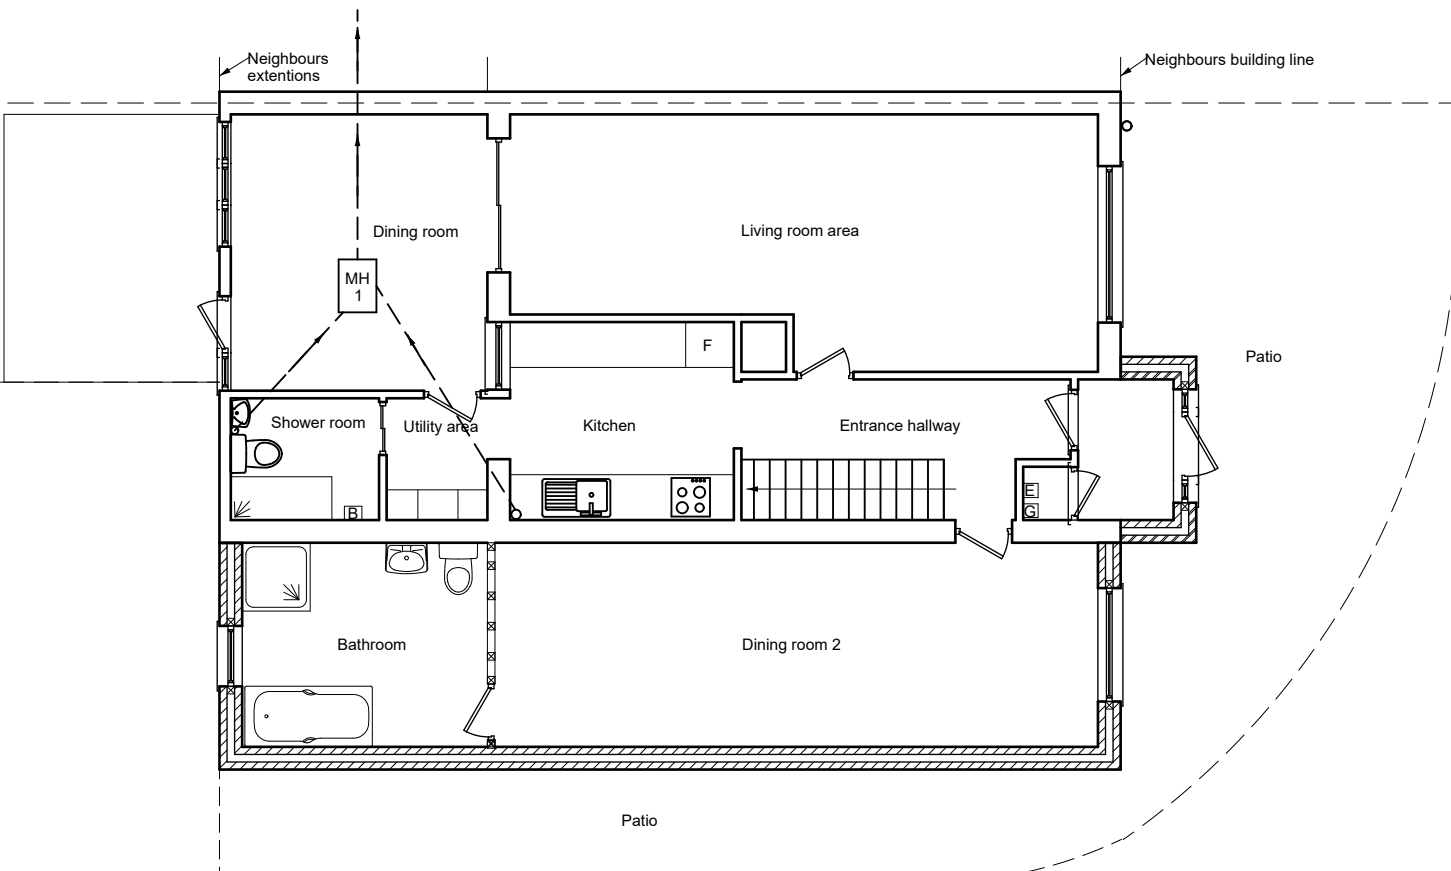 Neighbours
extentions
Neighbours building line
Dining room
Living room area
MH
1
F
Patio
Shower room
Utility area
Kitchen
Entrance hallway
E
G
B
Bathroom
Dining room 2
Patio